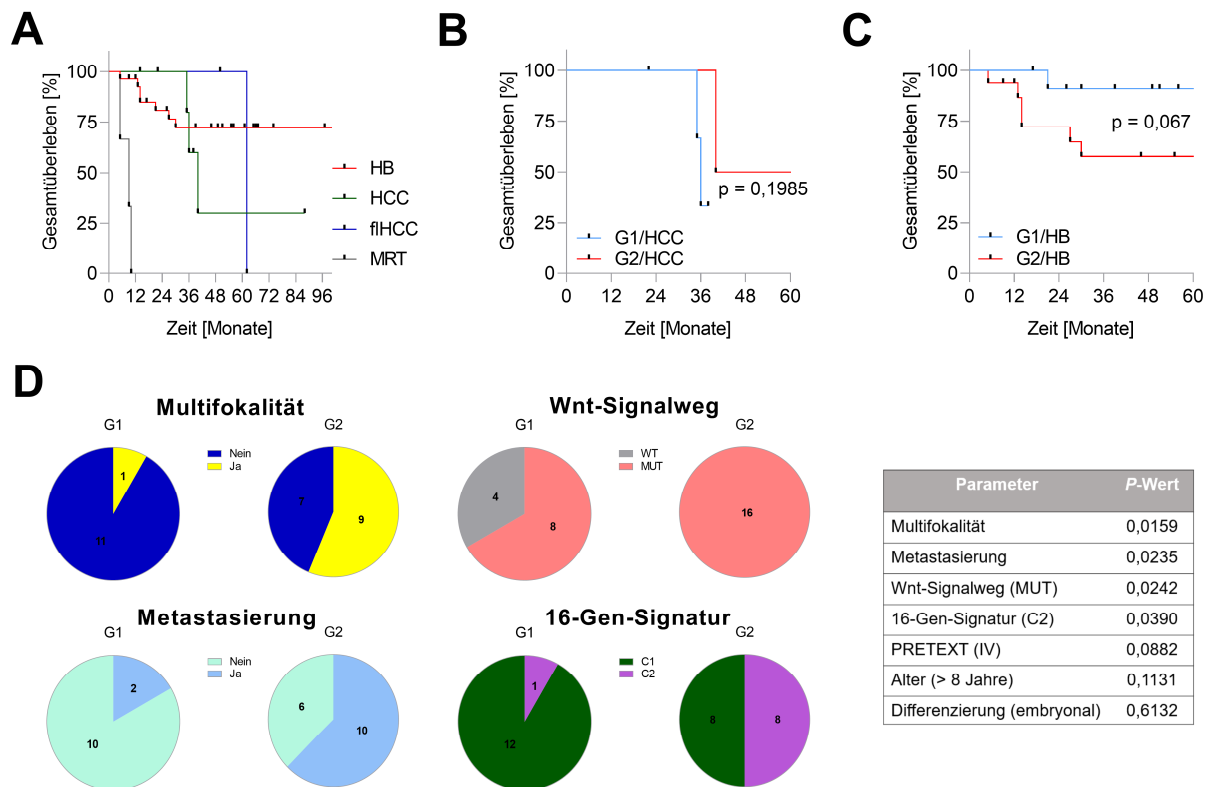 A
Gesamtüberleben [%]
100
75
50
25
0
0 12 24 36 48 60 72 84 96
Zeit [Monate]
HB
HCC
flHCC
MRT
B
Gesamtüberleben [%]
100
75
50
25
0
p = 0,1985
G1/HCC
G2/HCC
0 12 24 36 48 60
Zeit [Monate]
C
Gesamtüberleben [%]
100
75
50
25
0
p = 0,067
G1/HB
G2/HB
0 12 24 36 48 60
Zeit [Monate]
D
Multifokalität
G1
G2
Nein
Ja
1
11
7
9
Wnt-Signalweg
G1
G2
WT
MUT
4
8
16
Metastasierung
G1
G2
Nein
Ja
2
10
6
10
16-Gen-Signatur
G1
G2
C1
C2
1
12
8
8
Parameter P-Wert
Multifokalität 0,0159
Metastasierung 0,0235
Wnt-Signalweg (MUT) 0,0242
16-Gen-Signatur (C2) 0,0390
PRETEXT (IV) 0,0882
Alter (> 8 Jahre) 0,1131
Differenzierung (embryonal) 0,6132